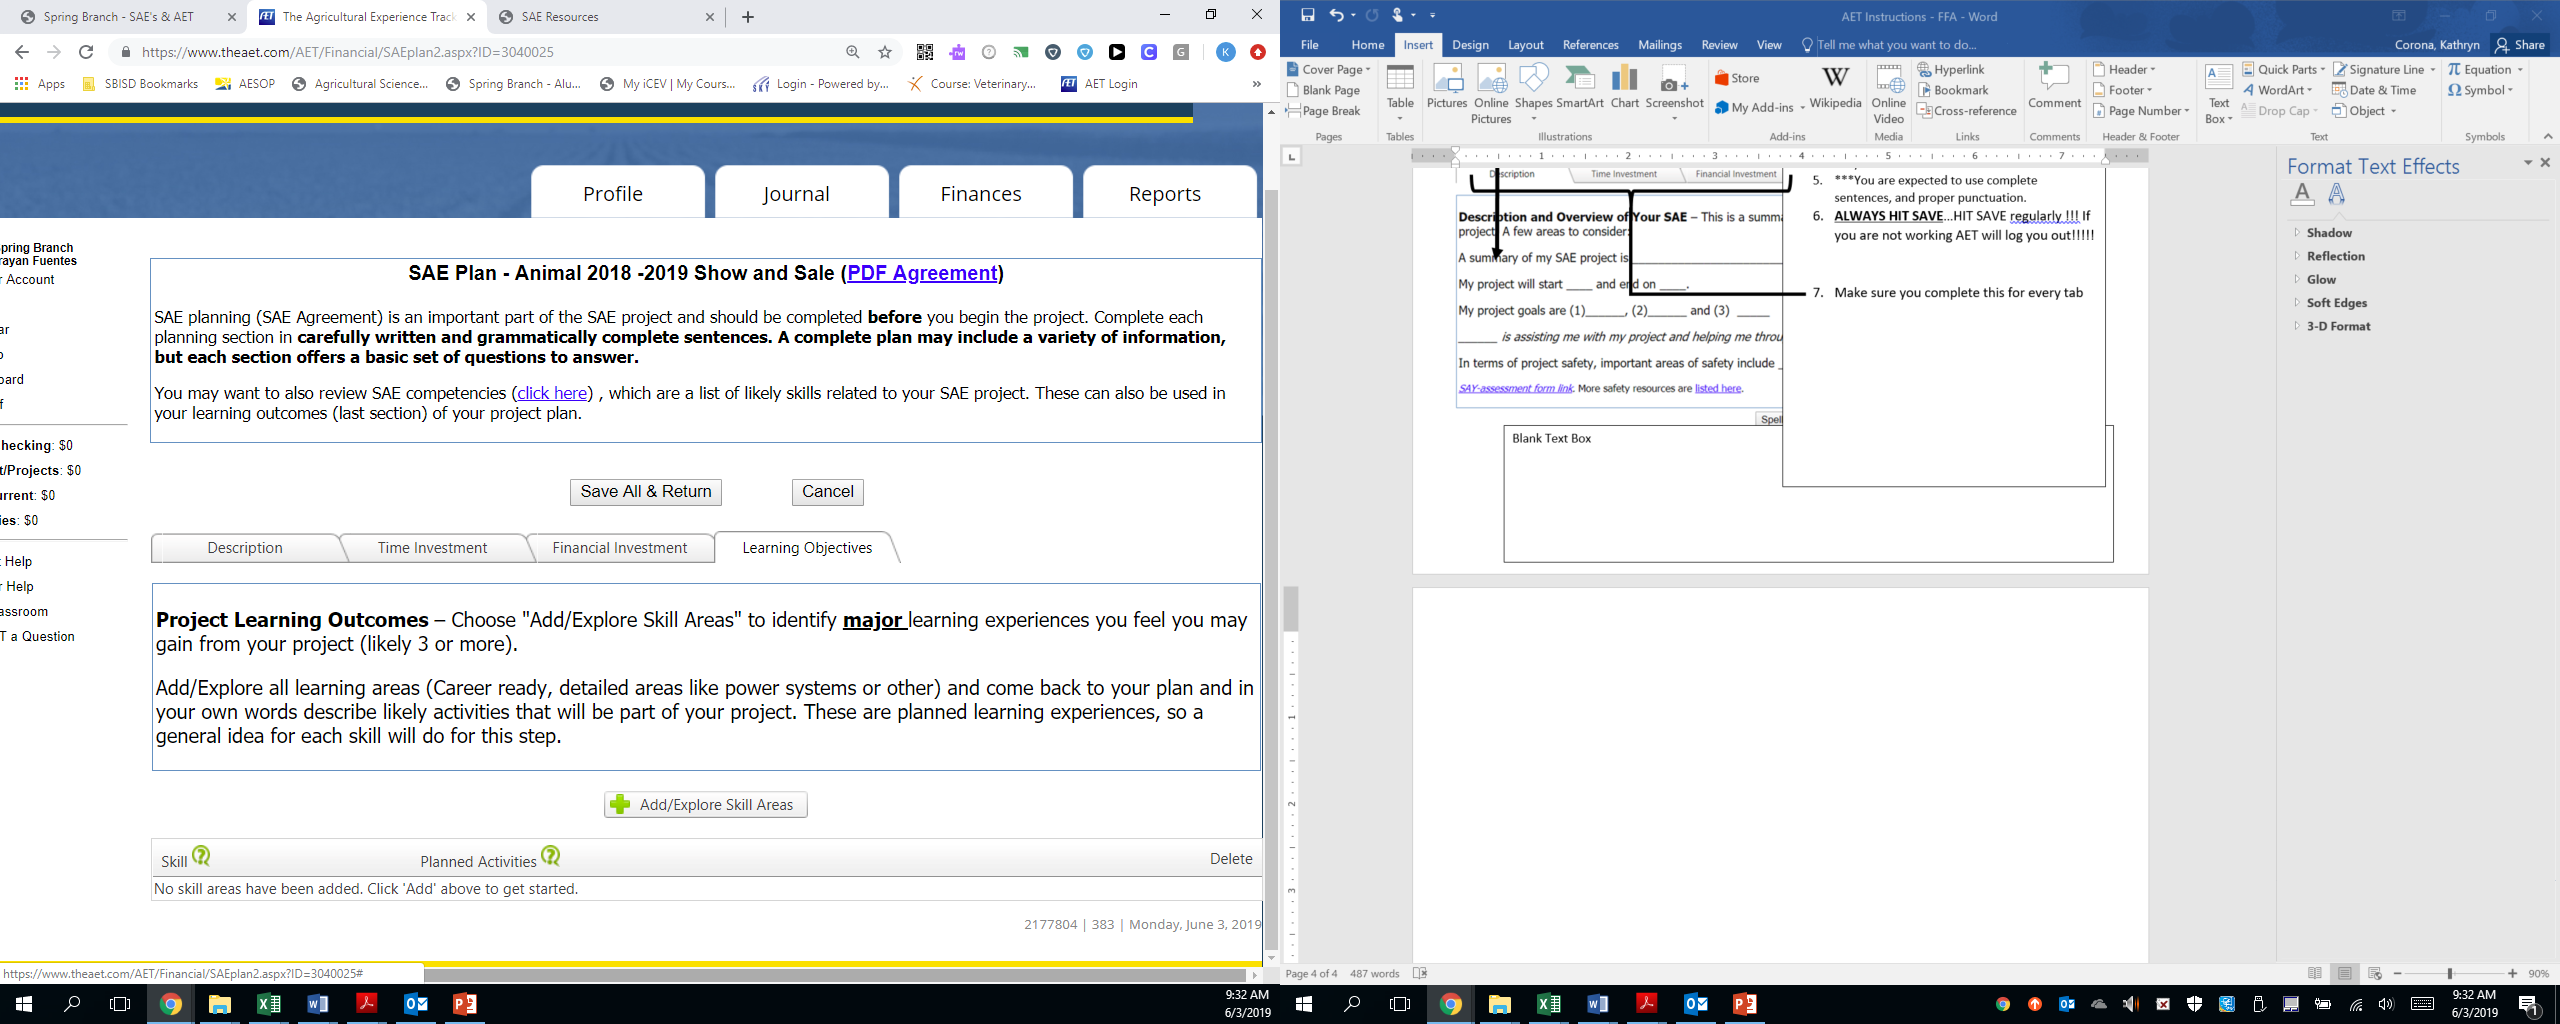 Spring Branch - SAE's & AET
The Agricultural Experience Track
SAE Resources
https://www.theaet.com/AET/Financial/SAEplan2.aspx?ID=3040025
Apps
SBISD Bookmarks
AESOP
Agricultural Science...
Spring Branch - Alu...
My iCEV | My Cours...
Login - Powered by...
Course: Veterinary...
AET Login
Profile
Journal
Finances
Reports
pring Branch
rayan Fuentes
r Account
ar
o
oard
f
hecking: $0
t/Projects: $0
urrent: $0
ies: $0
t Help
r Help
assroom
T a Question
SAE Plan - Animal 2018 -2019 Show and Sale (PDF Agreement)
SAE planning (SAE Agreement) is an important part of the SAE project and should be completed before you begin the project. Complete each
planning section in carefully written and grammatically complete sentences. A complete plan may include a variety of information,
but each section offers a basic set of questions to answer.
You may want to also review SAE competencies (click here) , which are a list of likely skills related to your SAE project. These can also be used in
your learning outcomes (last section) of your project plan.
Save All & Return
Cancel
Description
Time Investment
Financial Investment
Learning Objectives
Project Learning Outcomes – Choose "Add/Explore Skill Areas" to identify major learning experiences you feel you may
gain from your project (likely 3 or more).
Add/Explore all learning areas (Career ready, detailed areas like power systems or other) and come back to your plan and in
your own words describe likely activities that will be part of your project. These are planned learning experiences, so a
general idea for each skill will do for this step.
Add/Explore Skill Areas
Skill
Planned Activities
Delete
No skill areas have been added. Click 'Add' above to get started.
2177804 | 383 | Monday, June 3, 2019
https://www.theaet.com/AET/Financial/SAEplan2.aspx?ID=3040025#
9:32 AM
6/3/2019
AET Instructions - FFA - Word
File
Home
Insert
Design
Layout
References
Mailings
Review
View
Tell me what you want to do...
Corona, Kathryn
Share
Cover Page
Blank Page
Page Break
Pages
Table
Tables
Pictures
Online Pictures
Shapes
SmartArt
Chart
Screenshot
Illustrations
Store
My Add-ins
Wikipedia
Add-ins
Online Video
Media
Hyperlink
Bookmark
Cross-reference
Links
Comment
Comments
Header
Footer
Page Number
Header & Footer
Text Box
Quick Parts
WordArt
Drop Cap
Signature Line
Date & Time
Object
Text
Equation
Symbol
Symbols
Description
Time Investment
Financial Investment
Description and Overview of Your SAE – This is a summa
project. A few areas to consider:
A summary of my SAE project is
My project will start ____ and end on ____.
My project goals are (1)______, (2)______ and (3) _____
______ is assisting me with my project and helping me throu
In terms of project safety, important areas of safety include _
SAY-assessment form link. More safety resources are listed here.
Spell
Blank Text Box
5. ***You are expected to use complete
sentences, and proper punctuation.
6. ALWAYS HIT SAVE...HIT SAVE regularly !!! If
you are not working AET will log you out!!!!!
7. Make sure you complete this for every tab
Format Text Effects
Shadow
Reflection
Glow
Soft Edges
3-D Format
Page 4 of 4
487 words
90%
9:32 AM
6/3/2019